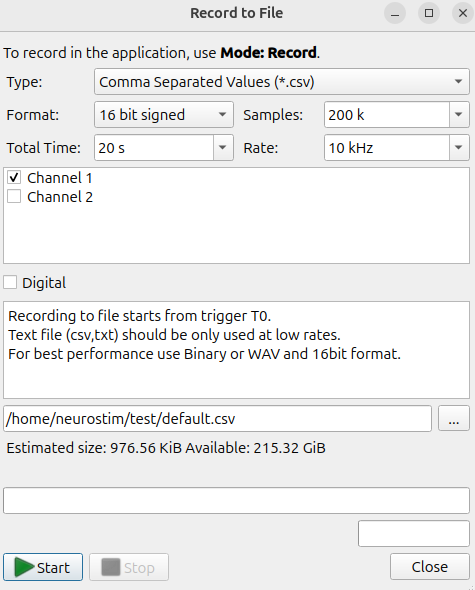 Record to File
To record in the application, use Mode: Record.
Type: Comma Separated Values (*.csv)
Format: 16 bit signed Samples: 200 k
Total Time: 20 s Rate: 10 kHz
Channel 1
Channel 2
Digital
Recording to file starts from trigger T0.
Text file (csv,txt) should be only used at low rates.
For best performance use Binary or WAV and 16bit format.
/home/neurostim/test/default.csv ...
Estimated size: 976.56 KiB Available: 215.32 GiB
Start Stop Close